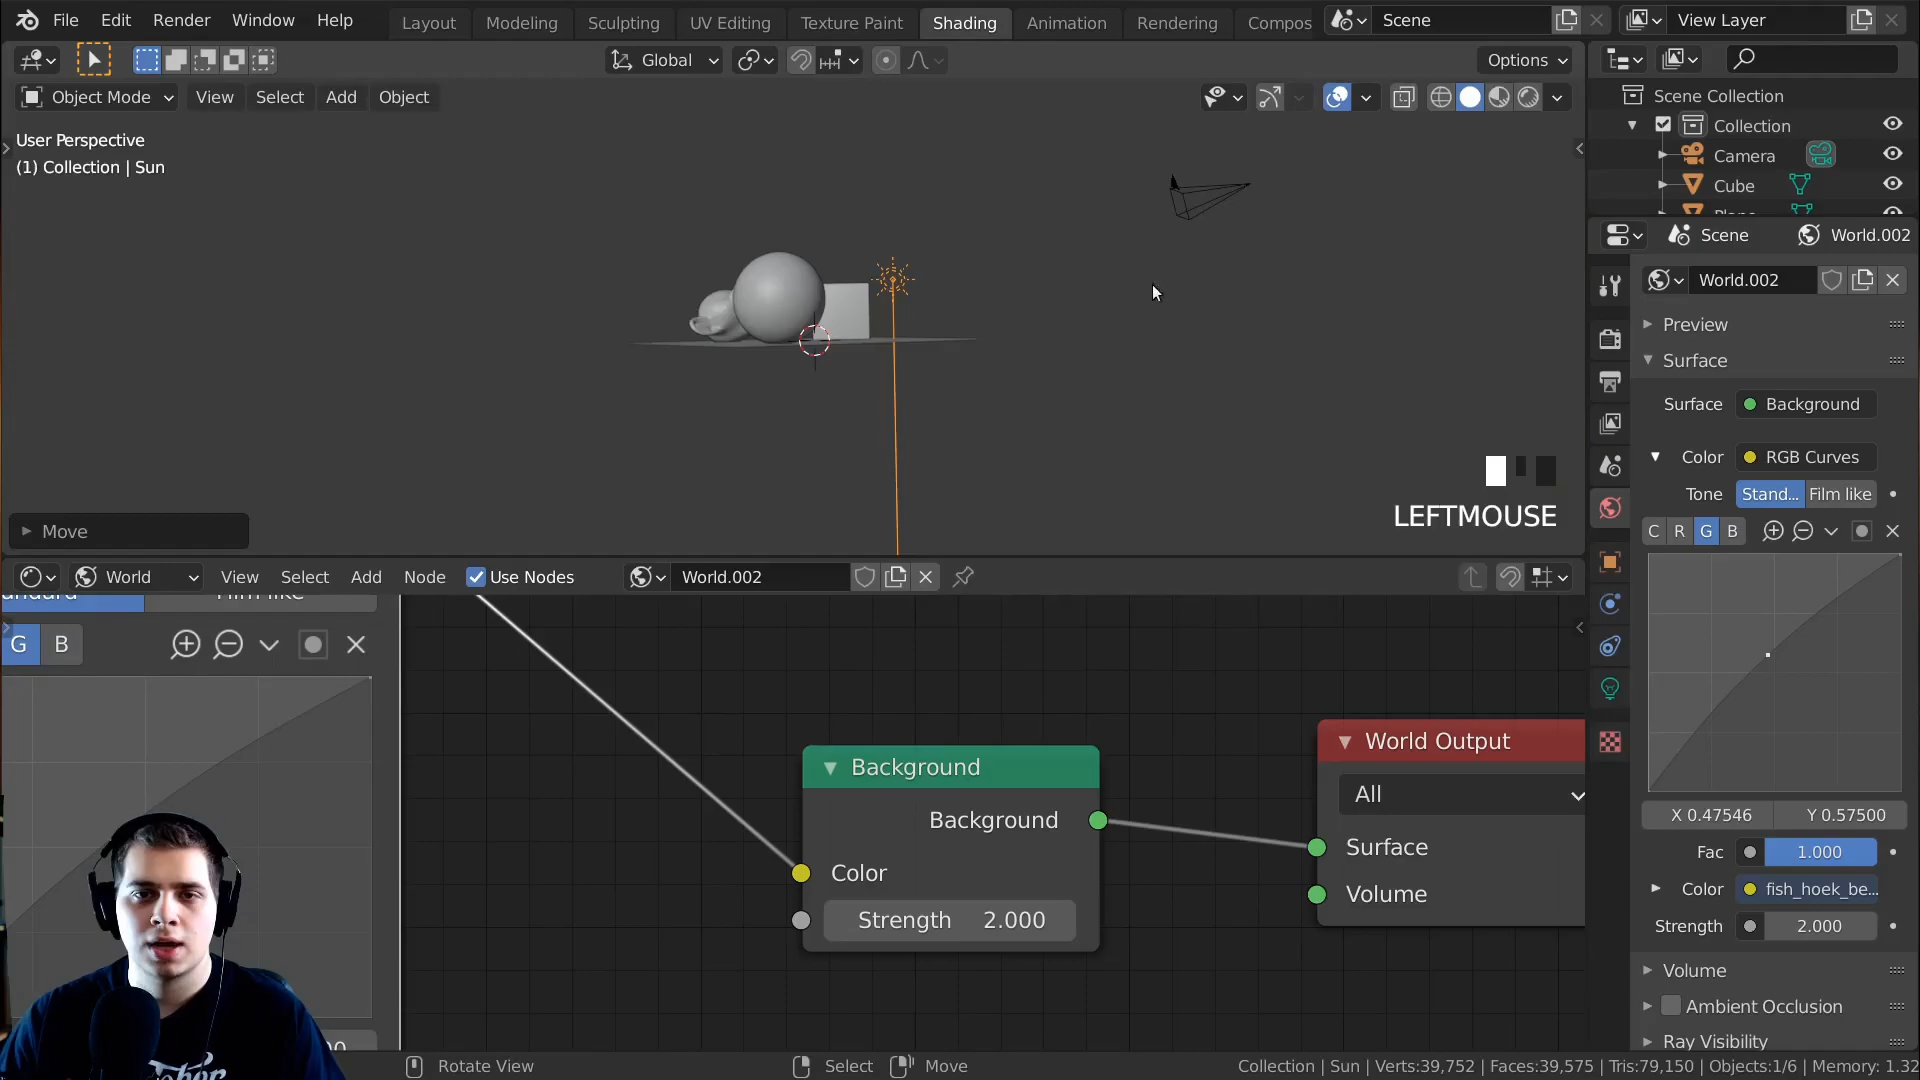 File Edit Render Window Help Layout Modeling Sculpting UV Editing Texture Paint Shading Animation Rendering Compos Scene View Layer
Global Options
Object Mode View Select Add Object
User Perspective
(1) Collection | Sun
Scene Collection
Collection
Camera
Cube
Scene World.002
World.002
Preview
Surface
Surface Background
Color RGB Curves
Tone Stand... Film like
C R G B
X 0.47546 Y 0.57500
Fac 1.000
Color fish_hoek_be...
Strength 2.000
Volume
Ambient Occlusion
Ray Visibility
LEFTMOUSE
Move
World View Select Add Node Use Nodes World.002
G B
Background
Background
Color
Strength 2.000
World Output
All
Surface
Volume
Rotate View Select Move Collection | Sun | Verts:39,752 | Faces:39,575 | Tris:79,150 | Objects:1/6 | Memory: 1.32